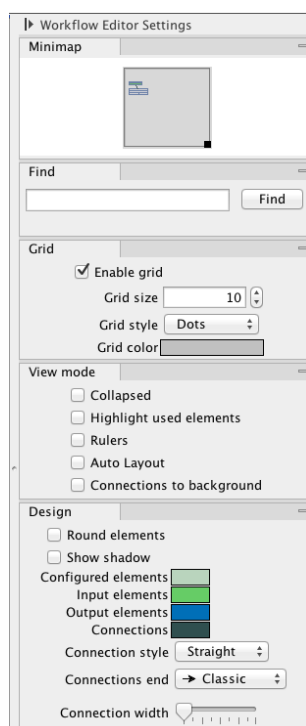 Workflow Editor Settings
Minimap
Find
Find
Grid
Enable grid
Grid size 10
Grid style Dots
Grid color
View mode
Collapsed
Highlight used elements
Rulers
Auto Layout
Connections to background
Design
Round elements
Show shadow
Configured elements
Input elements
Output elements
Connections
Connection style Straight
Connections end → Classic
Connection width